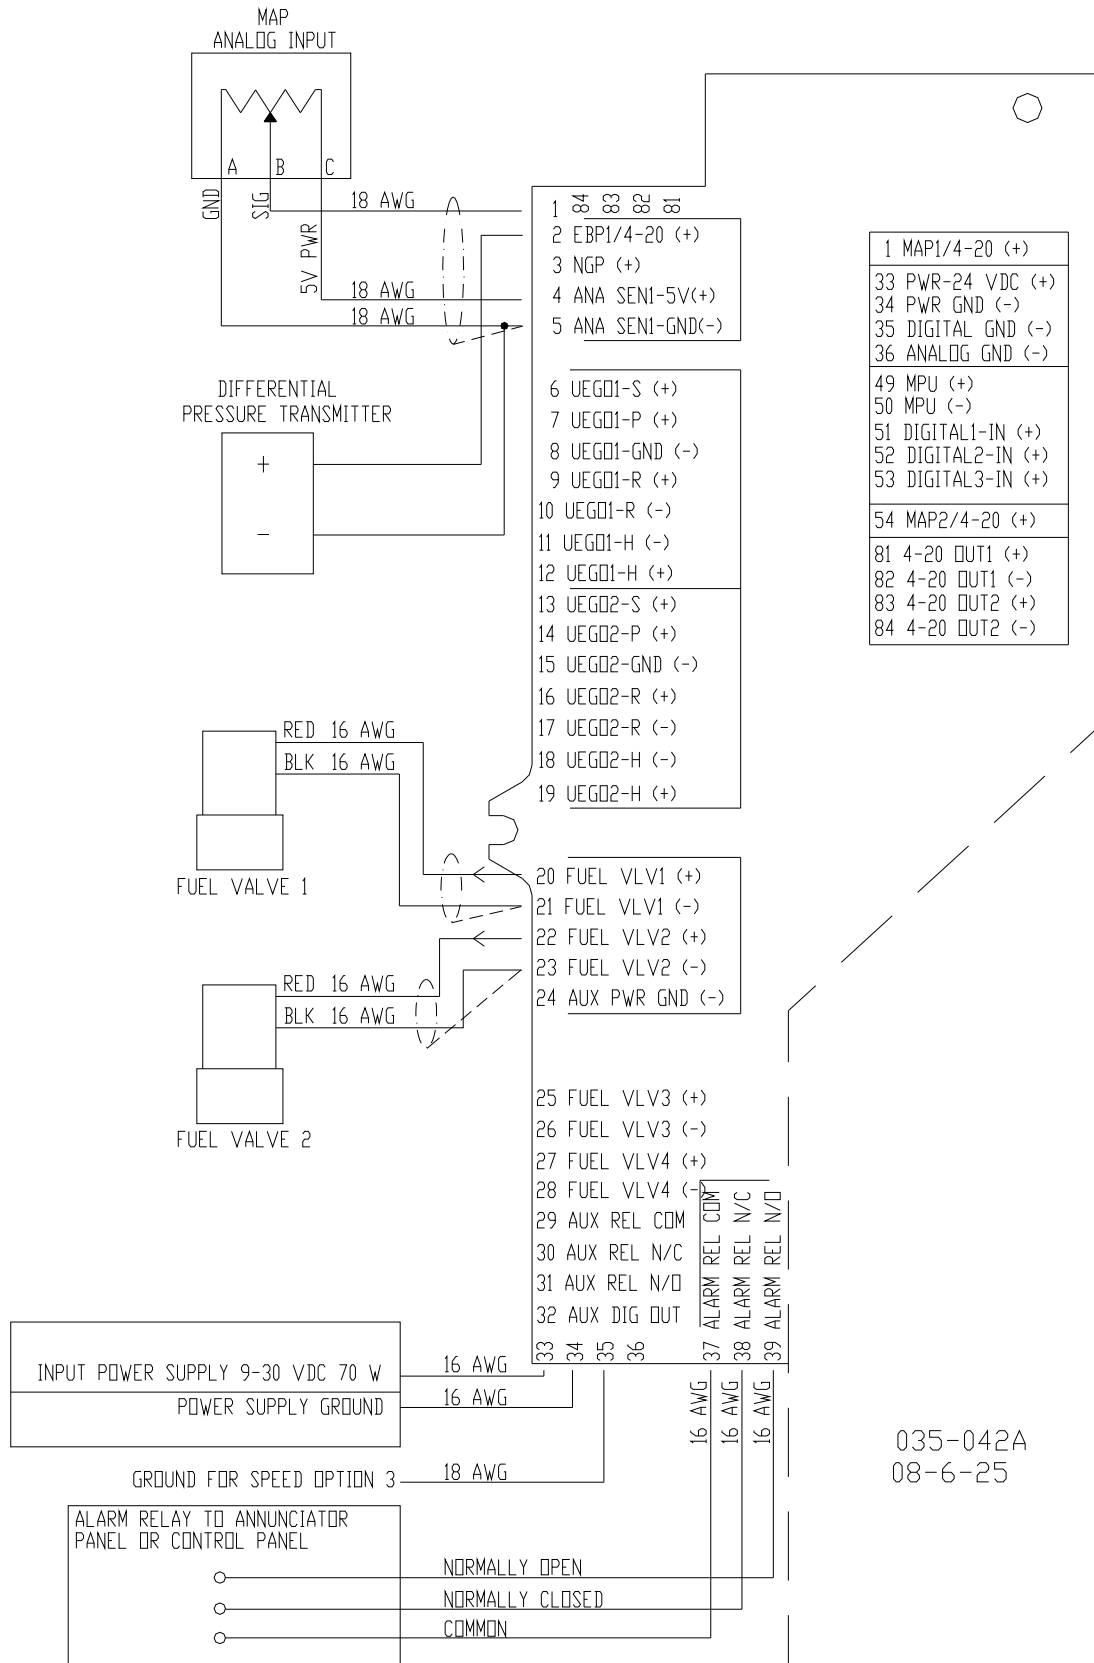 MAP
ANALOG INPUT
A
B
C
GND
SIG
5V PWR
18 AWG
18 AWG
18 AWG
1
84
83
82
81
2 EBP1/4-20 (+)
3 NGP (+)
4 ANA SEN1-5V(+)
5 ANA SEN1-GND(-)
DIFFERENTIAL
PRESSURE TRANSMITTER
+
-
6 UEGO1-S (+)
7 UEGO1-P (+)
8 UEGO1-GND (-)
9 UEGO1-R (+)
10 UEGO1-R (-)
11 UEGO1-H (-)
12 UEGO1-H (+)
13 UEGO2-S (+)
14 UEGO2-P (+)
15 UEGO2-GND (-)
16 UEGO2-R (+)
17 UEGO2-R (-)
18 UEGO2-H (-)
19 UEGO2-H (+)
1 MAP1/4-20 (+)
33 PWR-24 VDC (+)
34 PWR GND (-)
35 DIGITAL GND (-)
36 ANALOG GND (-)
49 MPU (+)
50 MPU (-)
51 DIGITAL1-IN (+)
52 DIGITAL2-IN (+)
53 DIGITAL3-IN (+)
54 MAP2/4-20 (+)
81 4-20 OUT1 (+)
82 4-20 OUT1 (-)
83 4-20 OUT2 (+)
84 4-20 OUT2 (-)
RED 16 AWG
BLK 16 AWG
FUEL VALVE 1
20 FUEL VLV1 (+)
21 FUEL VLV1 (-)
22 FUEL VLV2 (+)
23 FUEL VLV2 (-)
24 AUX PWR GND (-)
RED 16 AWG
BLK 16 AWG
FUEL VALVE 2
25 FUEL VLV3 (+)
26 FUEL VLV3 (-)
27 FUEL VLV4 (+)
28 FUEL VLV4 (-)
29 AUX REL COM
30 AUX REL N/C
31 AUX REL N/O
32 AUX DIG OUT
33
34
35
36
37 ALARM REL COM
38 ALARM REL N/C
39 ALARM REL N/O
INPUT POWER SUPPLY 9-30 VDC 70 W
16 AWG
POWER SUPPLY GROUND
16 AWG
GROUND FOR SPEED OPTION 3
18 AWG
16 AWG
16 AWG
16 AWG
ALARM RELAY TO ANNUNCIATOR
PANEL OR CONTROL PANEL
NORMALLY OPEN
NORMALLY CLOSED
COMMON
035-042A
08-6-25